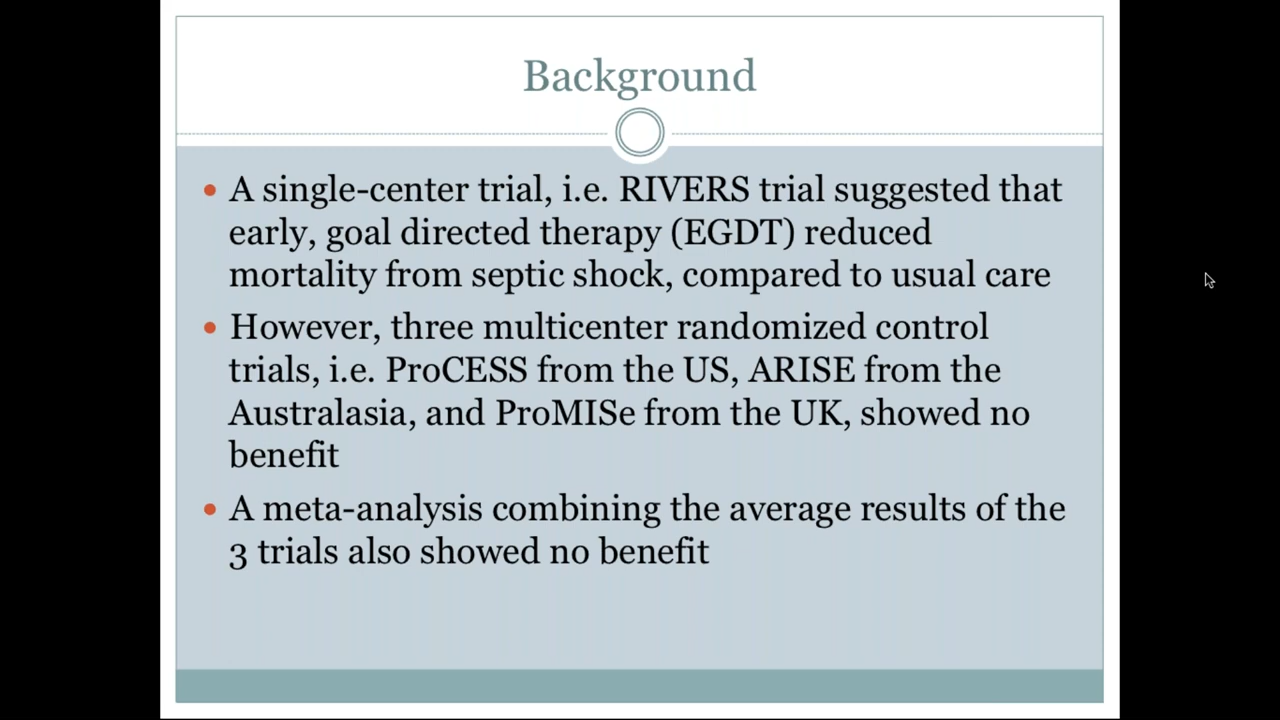 Background
• A single-center trial, i.e. RIVERS trial suggested that
early, goal directed therapy (EGDT) reduced
mortality from septic shock, compared to usual care
• However, three multicenter randomized control
trials, i.e. ProCESS from the US, ARISE from the
Australasia, and ProMISe from the UK, showed no
benefit
• A meta-analysis combining the average results of the
3 trials also showed no benefit